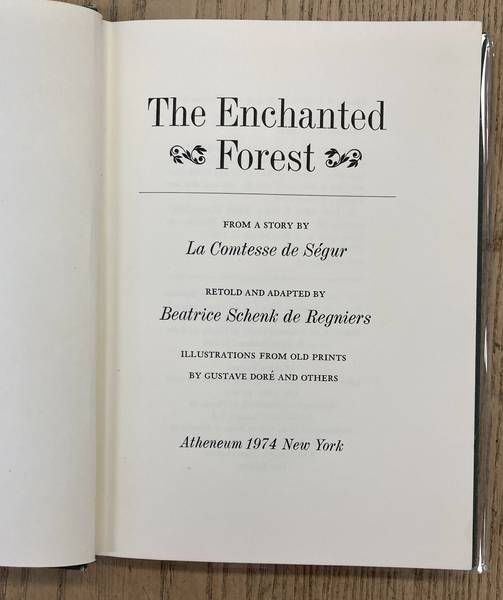 The Enchanted
Forest
FROM A STORY BY
La Comtesse de Ségur
RETOLD AND ADAPTED BY
Beatrice Schenk de Regniers
ILLUSTRATIONS FROM OLD PRINTS
BY GUSTAVE DORÉ AND OTHERS
Atheneum 1974 New York